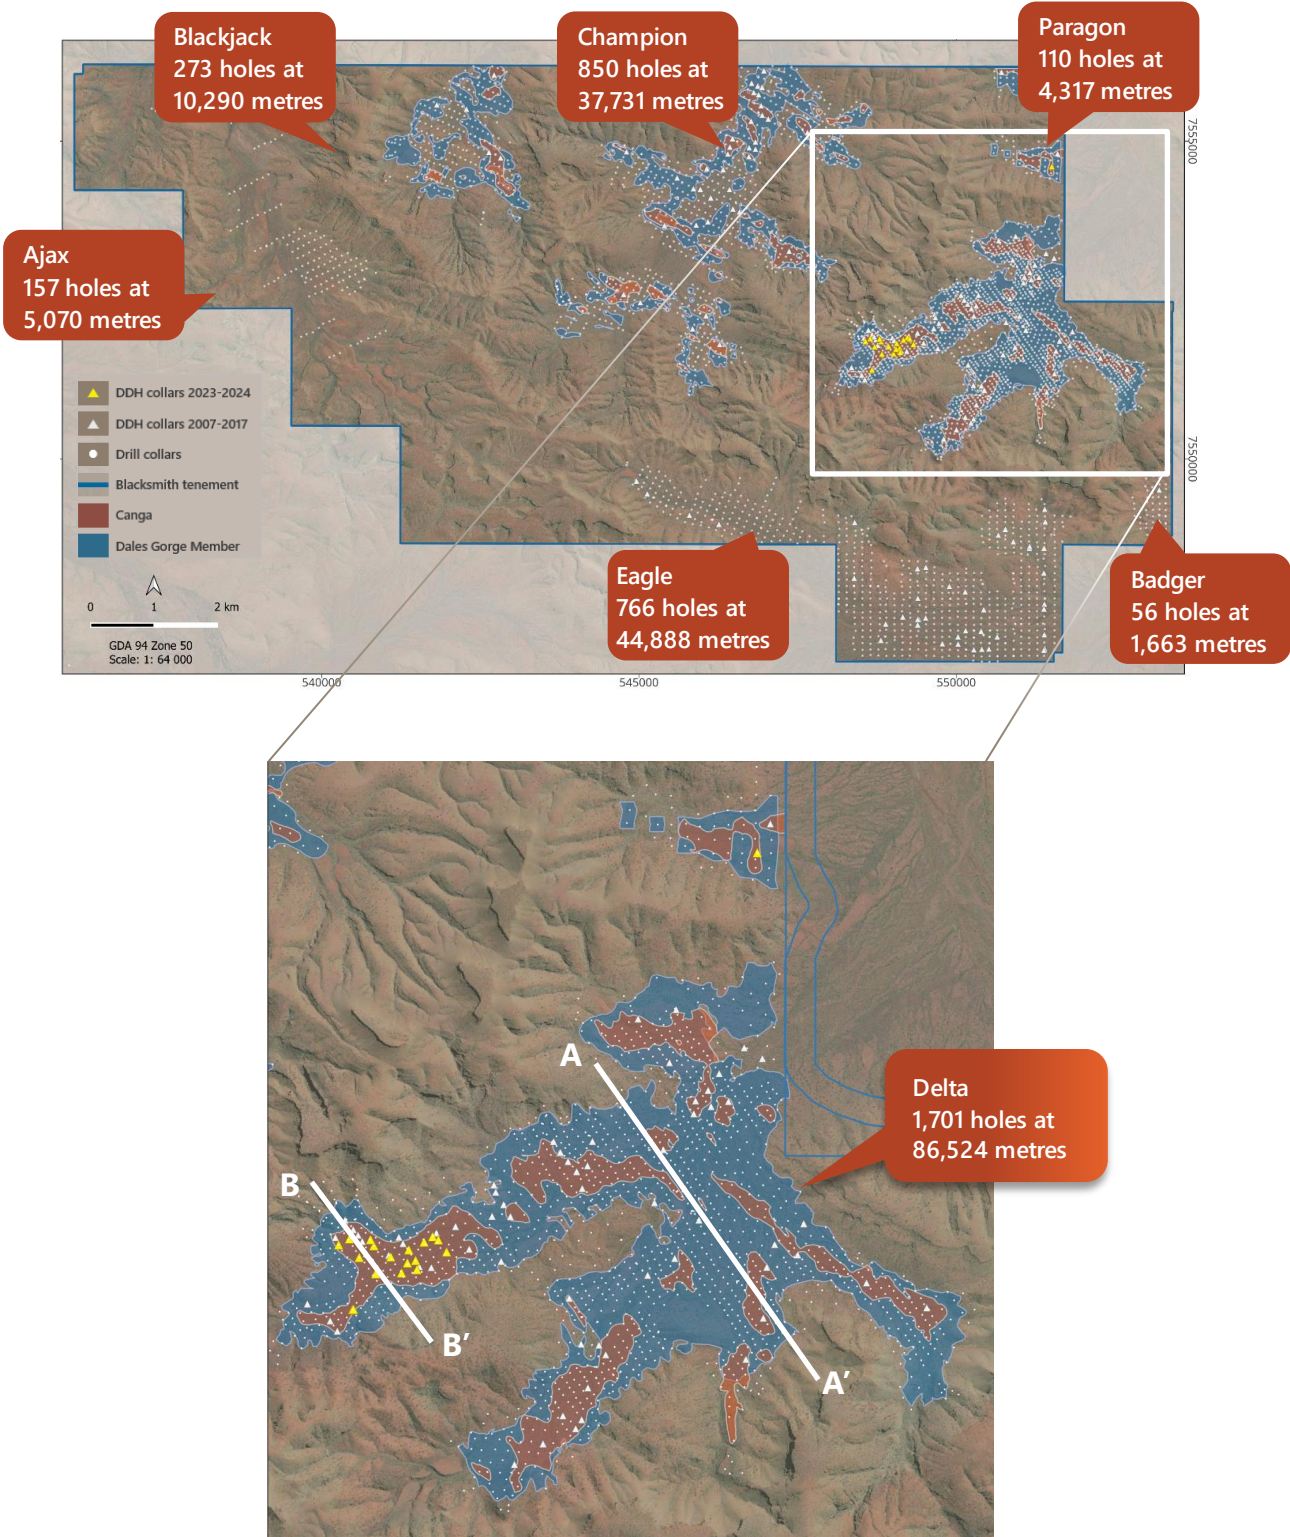 Blackjack
273 holes at
10,290 metres
Champion
850 holes at
37,731 metres
Paragon
110 holes at
4,317 metres
7555000
Ajax
157 holes at
5,070 metres
DDH collars 2023-2024
DDH collars 2007-2017
Drill collars
Blacksmith tenement
Canga
Dales Gorge Member
0 1 2 km
GDA 94 Zone 50
Scale: 1: 64 000
7550000
Eagle
766 holes at
44,888 metres
Badger
56 holes at
1,663 metres
540000 545000 550000
A
Delta
1,701 holes at
86,524 metres
B
B’
A’